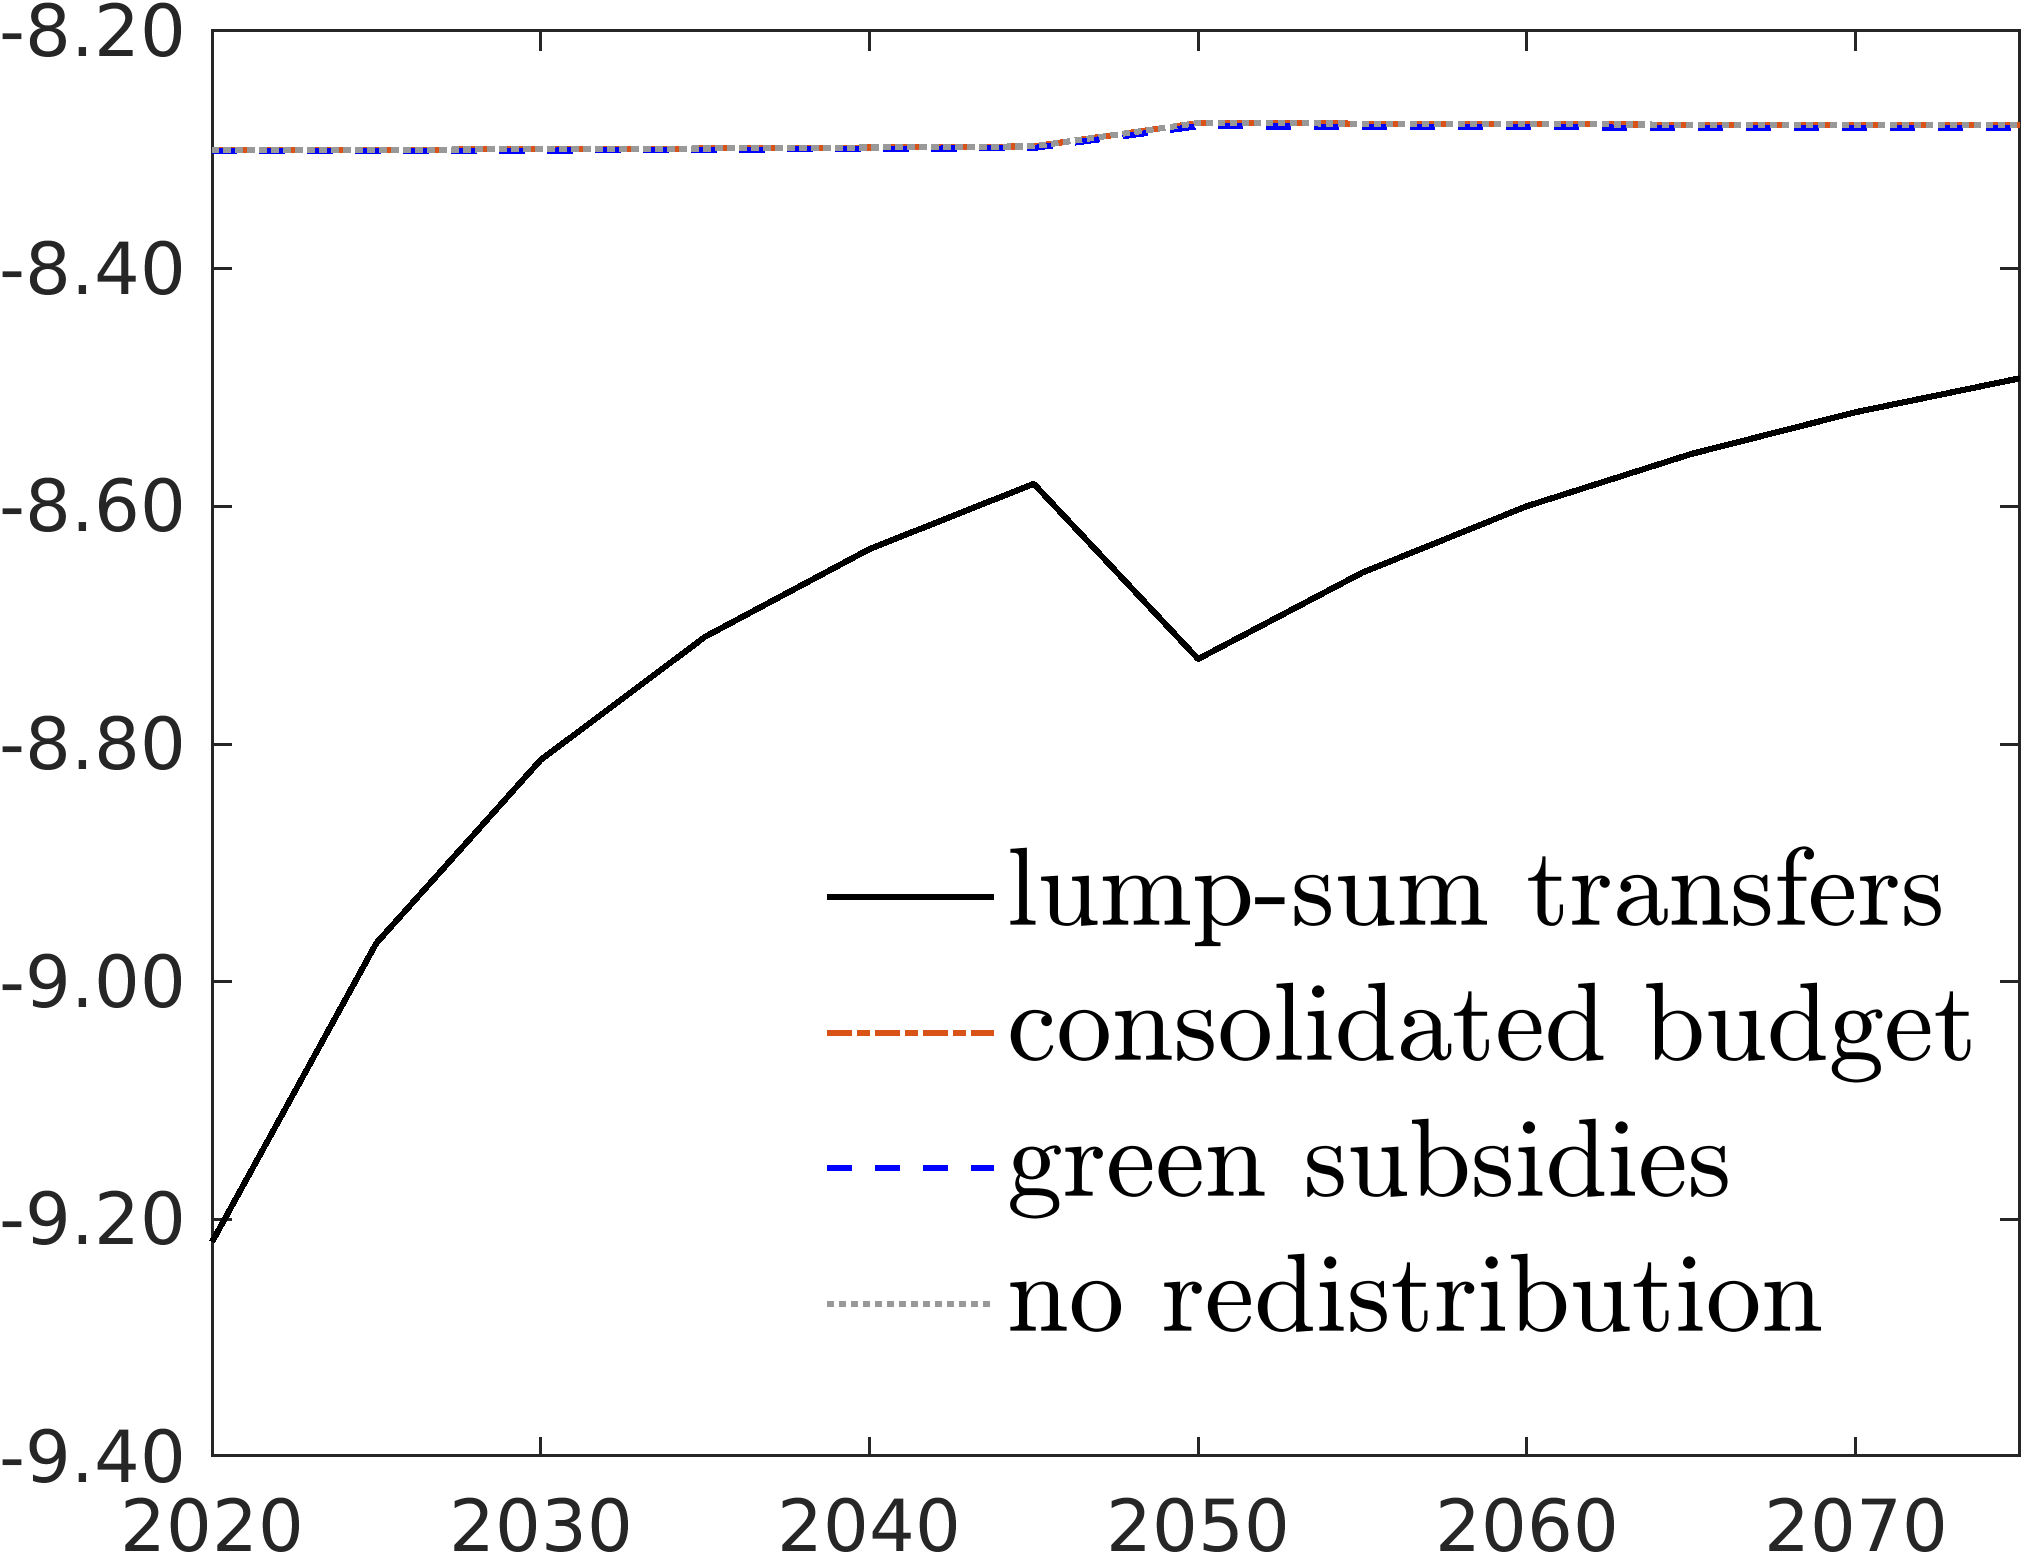 -8.20
-8.40
-8.60
-8.80
-9.00
-9.20
-9.40
lump-sum transfers
consolidated budget
green subsidies
no redistribution
2020 2030 2040 2050 2060 2070